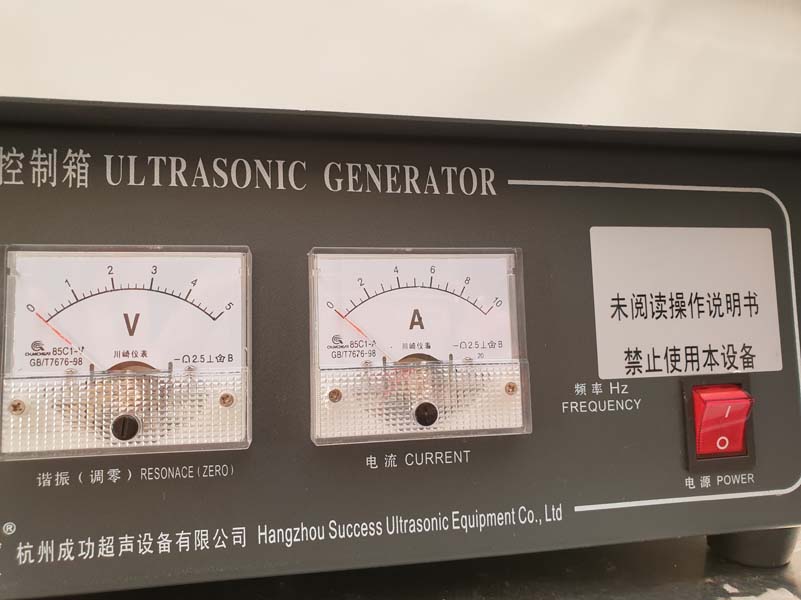 控制箱 ULTRASONIC GENERATOR
0 1 2 3 4 5
V
85C1-V
GB/T7676-98
川崎仪表
2.5 B
0 2 4 6 8 10
A
85C1-A
GB/T7676-98
川崎仪表
2.5 B
20
未阅读操作说明书
禁止使用本设备
频率 Hz
FREQUENCY
谐振（调零）RESONACE（ZERO）
电流 CURRENT
电源 POWER
® 杭州成功超声设备有限公司 Hangzhou Success Ultrasonic Equipment Co., Ltd